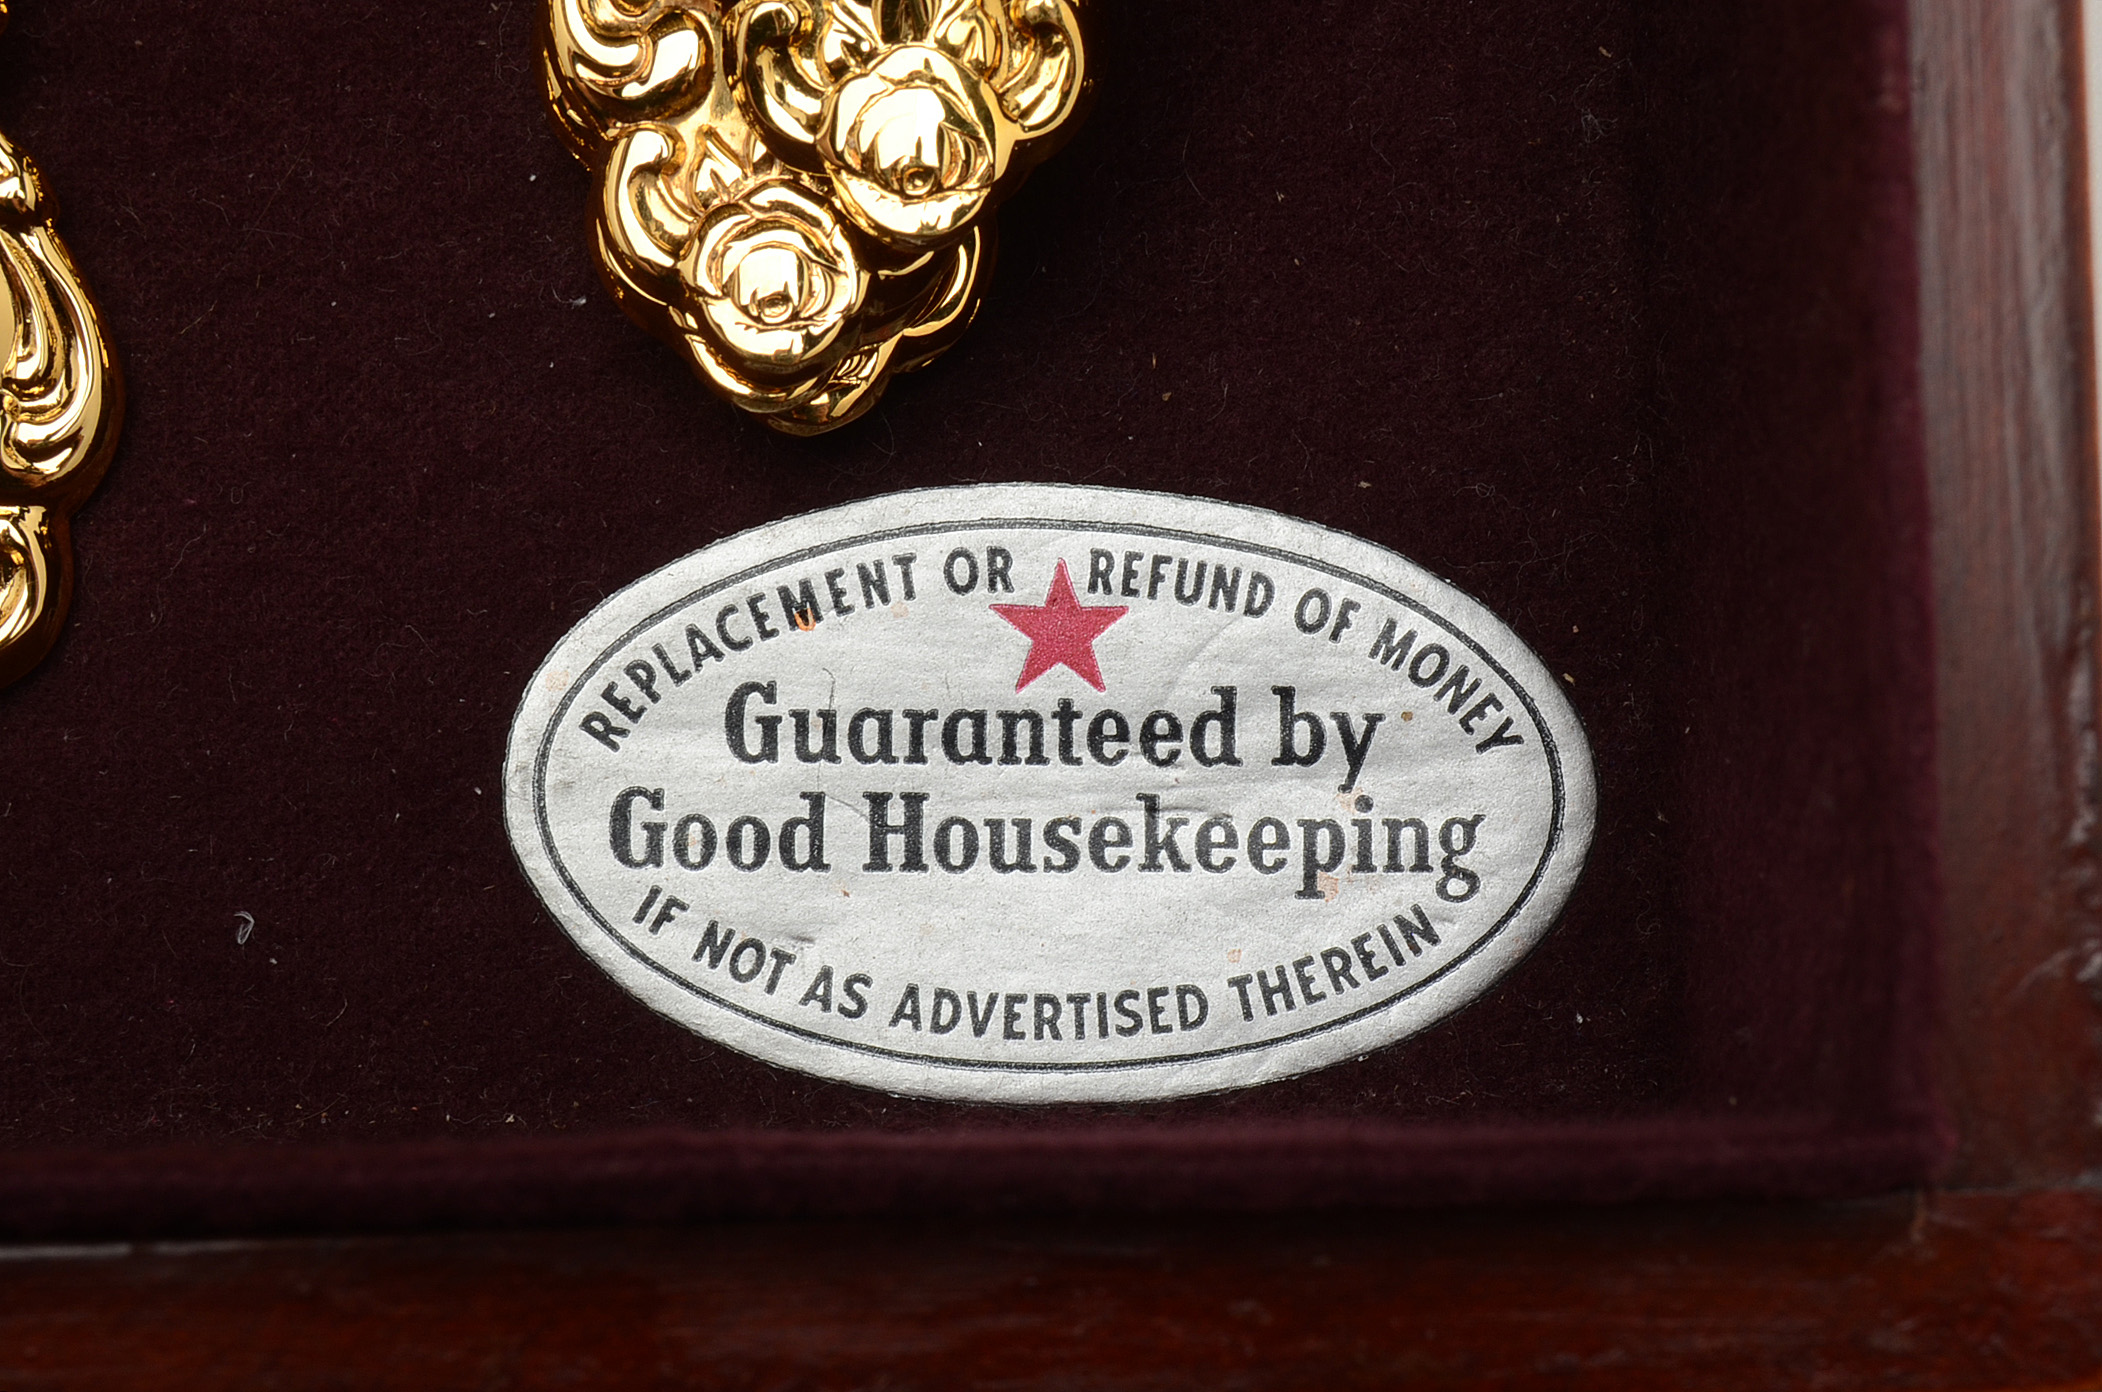 REPLACEMENT OR REFUND OF MONEY
Guaranteed by
Good Housekeeping
IF NOT AS ADVERTISED THEREIN